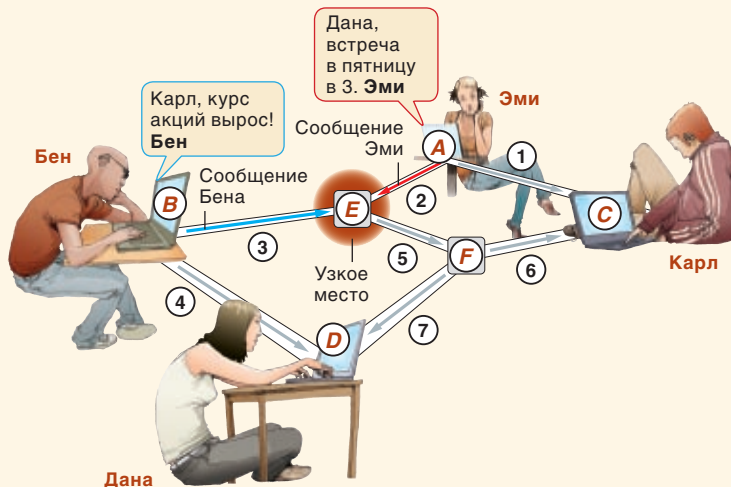 Дана,
встреча
в пятницу
в 3. Эми
Эми
Карл, курс
акций вырос!
Бен
Бен
Сообщение
Эми
Сообщение
Бена
A
1
B
E
2
C
3
5
F
6
Карл
Узкое
место
4
D
7
Дана